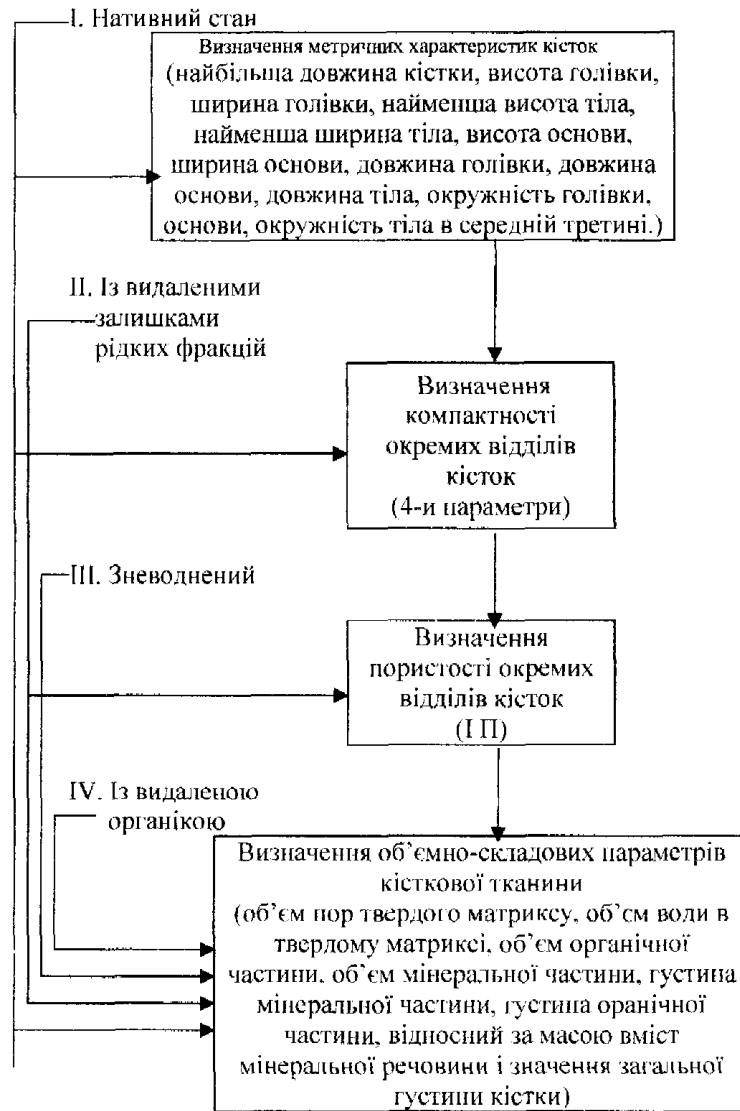 I. Нативний стан
Визначення метричних характеристик кісток
(найбільша довжина кістки, висота голівки,
ширина голівки, найменша висота тіла,
найменша ширина тіла, висота основи,
ширина основи, довжина голівки, довжина
основи, довжина тіла, окружність голівки,
основи, окружність тіла в середній третині.)
II. Із видаленими
залишками
рідких фракцій
Визначення
компактності
окремих відділів
кісток
(4-и параметри)
III. Зневоднений
Визначення
пористості окремих
відділів кісток
(І П)
IV. Із видаленою
органікою
Визначення об’ємно-складових параметрів
кісткової тканини
(об’єм пор твердого матриксу, об’єм води в
твердому матриксі, об’єм органічної
частини, об’єм мінеральної частини, густина
мінеральної частини, густина оранічної
частини, відносний за масою вміст
мінеральної речовини і значення загальної
густини кістки)